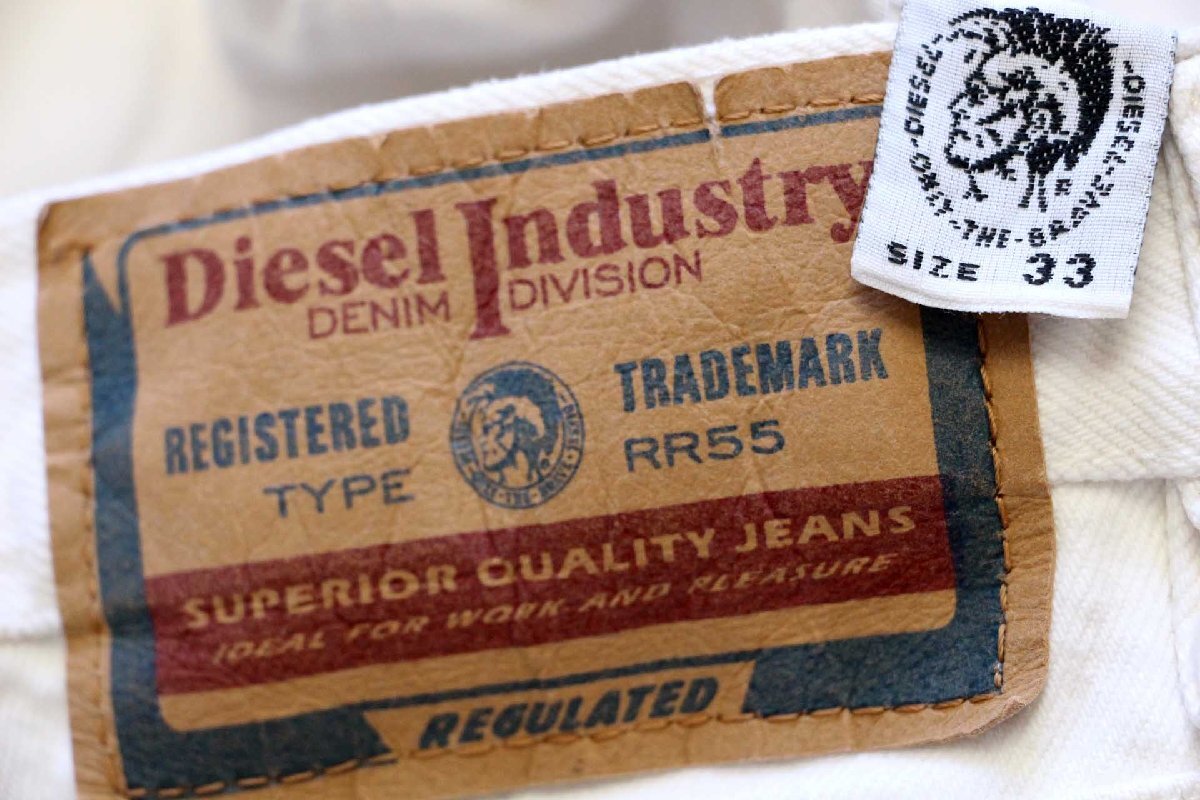 Diesel Industry
DENIM DIVISION
REGISTERED TRADEMARK
TYPE RR55
SUPERIOR QUALITY JEANS
IDEAL FOR WORK AND PLEASURE
REGULATED
DIESEL·ONLY·THE·BRAVE·DIESEL
SIZE 33